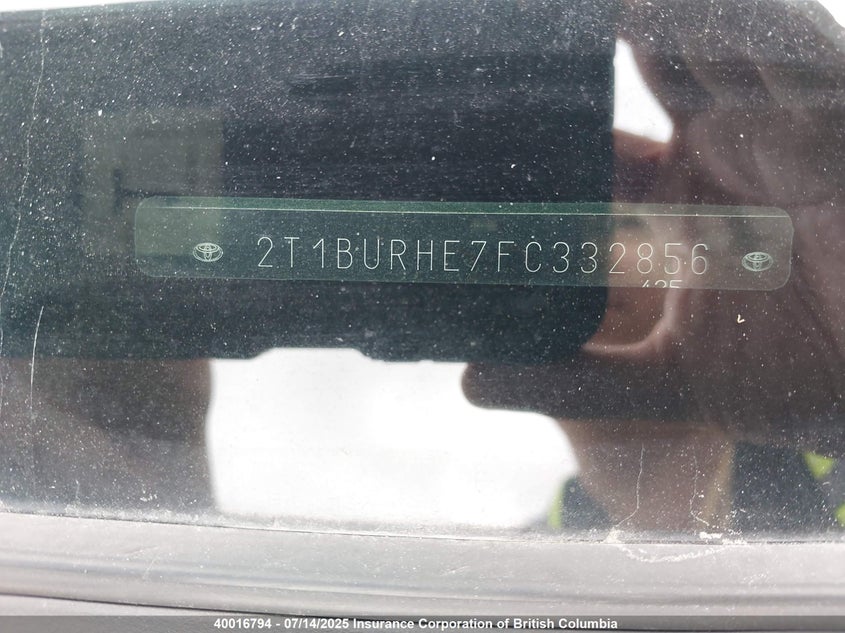 2T1BURHE7FC332856
40016794 - 07/14/2025 Insurance Corporation of British Columbia